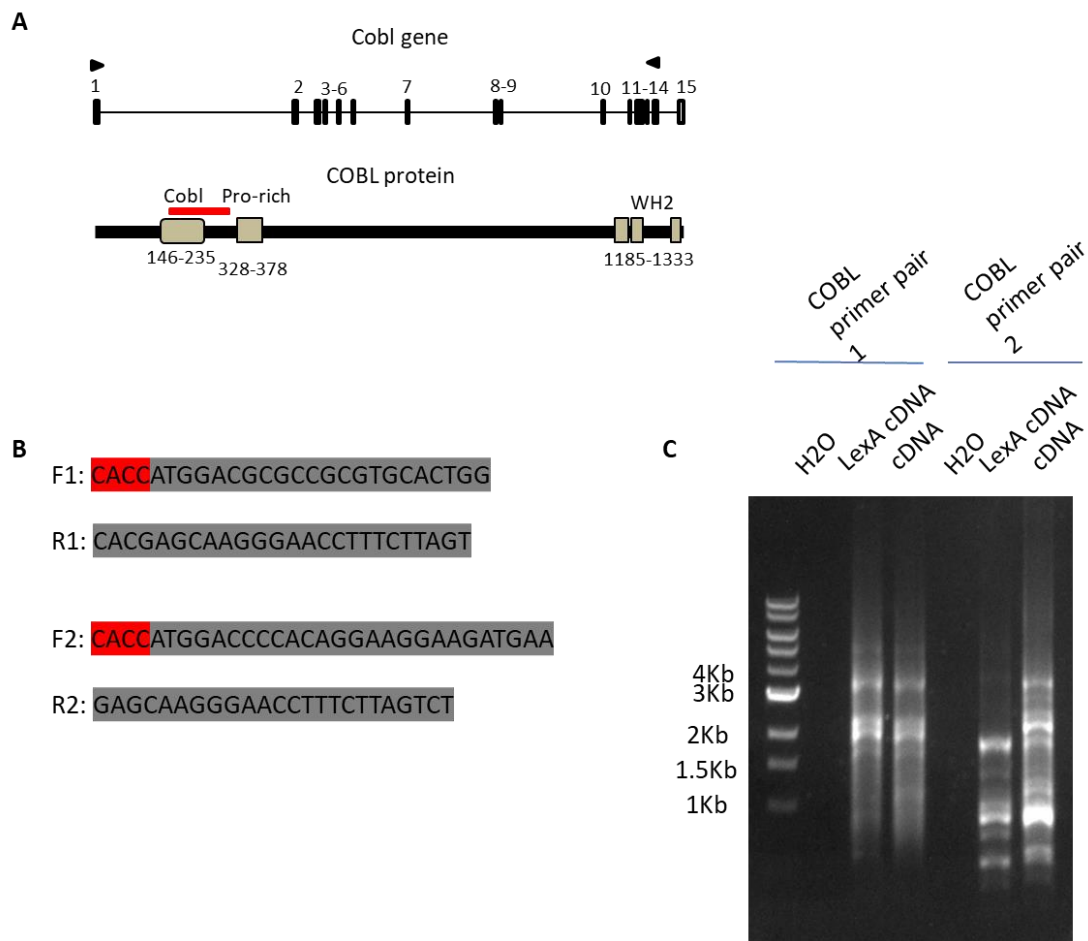 A
Cobl gene
1 2 3-6 7 8-9 10 11-14 15
COBL protein
Cobl Pro-rich WH2
146-235 328-378 1185-1333
B
F1: CACCATGGACGCGCCGCGTGCACTGG
R1: CACGAGCAAGGGAACCTTTCTTAGT
F2: CACCATGGACCCCACAGGAAGGAAGATGAA
R2: GAGCAAGGGAACCTTTCTTAGTCT
C
COBL
primer pair
1
COBL
primer pair
2
H2O
LexA cDNA
cDNA
H2O
LexA cDNA
cDNA
4Kb
3Kb
2Kb
1.5Kb
1Kb